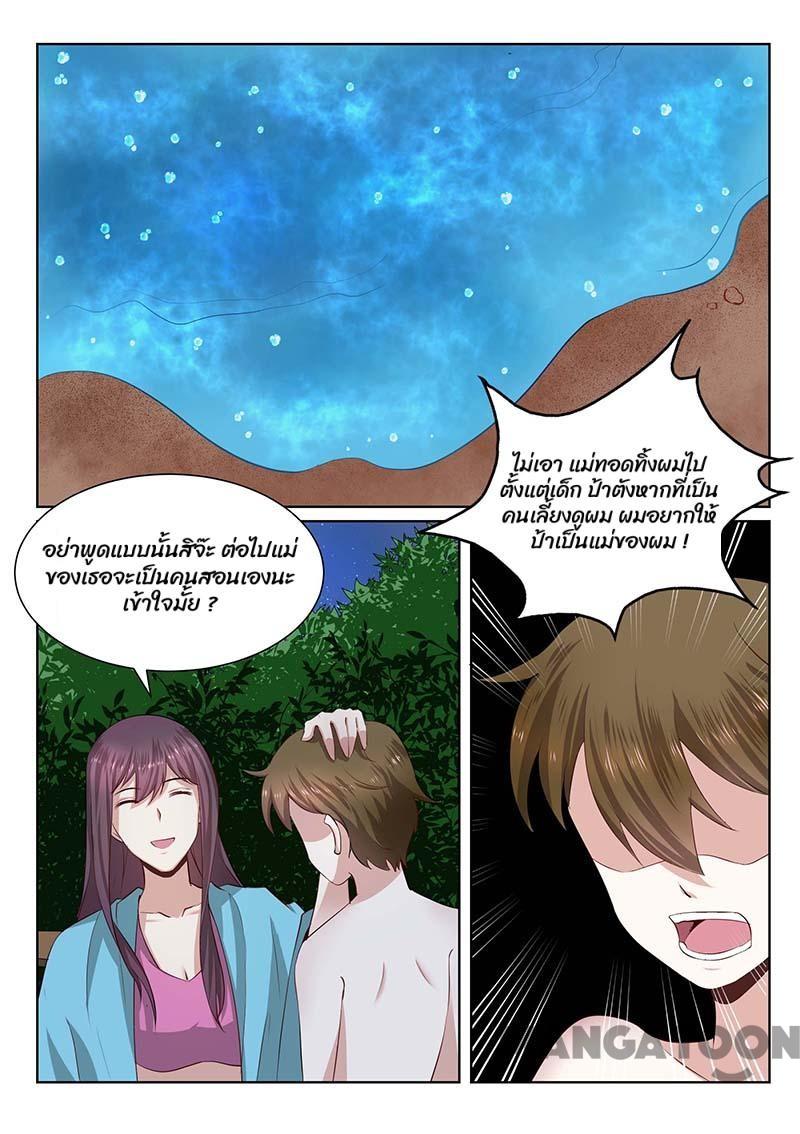 อย่าพูดแบบนั้นสิจ๊ะ ต่อไปแม่
ของเธอจะเป็นคนสอนเองนะ
เข้าใจมั้ย ?
ไม่เอา แม่ทอดทิ้งผมไป
ตั้งแต่เด็ก ป้าตังหากที่เป็น
คนเลี้ยงดูผม ผมอยากให้
ป้าเป็นแม่ของผม !
MANGATOON